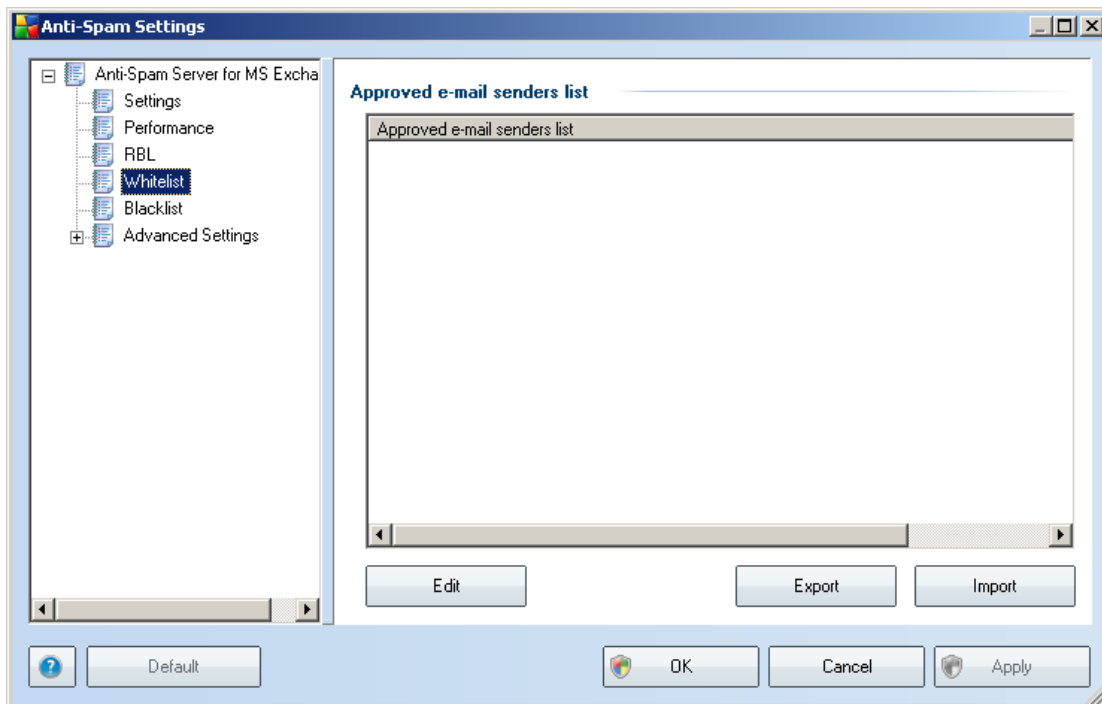 Anti-Spam Settings
Anti-Spam Server for MS Excha
Settings
Performance
RBL
Whitelist
Blacklist
Advanced Settings
Approved e-mail senders list
Approved e-mail senders list
Edit
Export
Import
?
Default
OK
Cancel
Apply